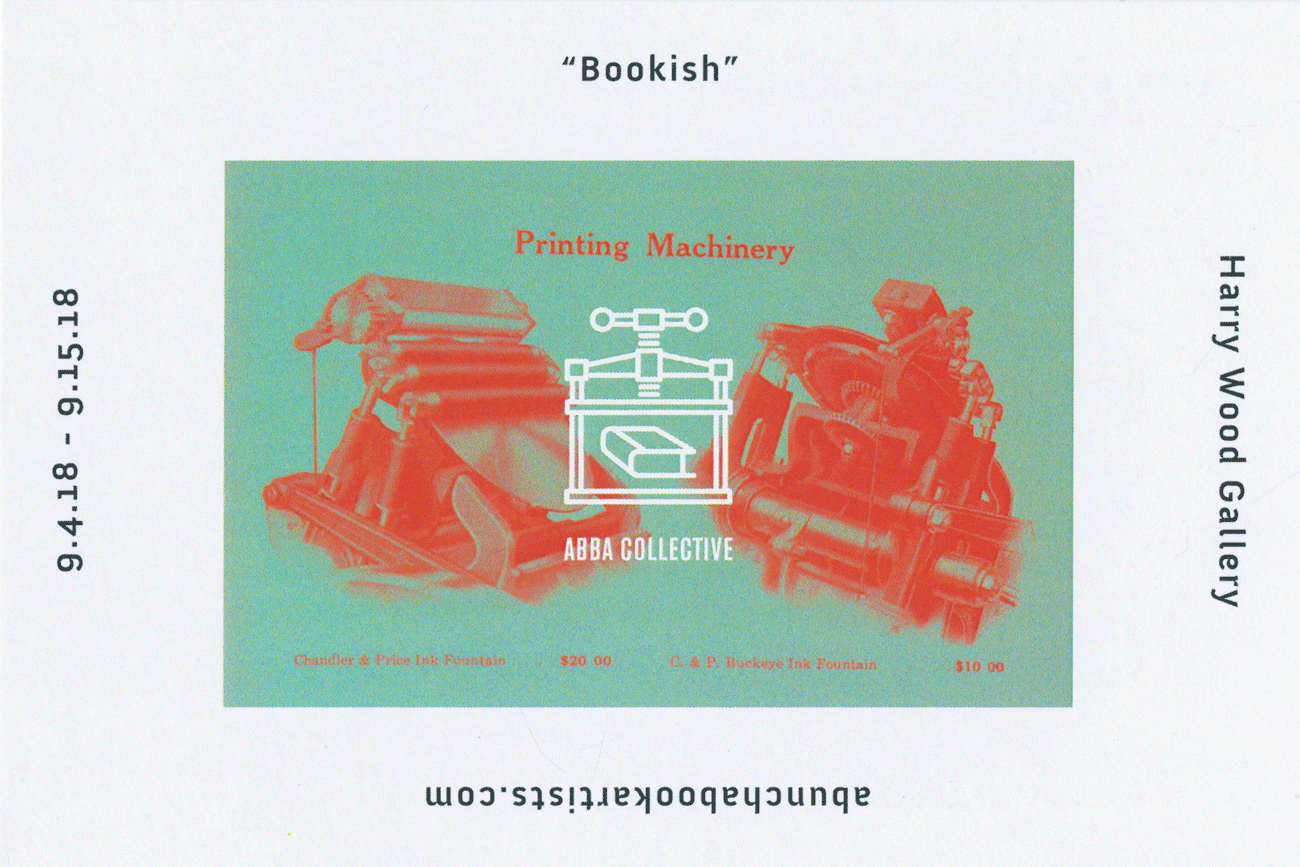 “Bookish”
Harry Wood Gallery
abunchabookartists.com
9.4.18 - 9.15.18
Printing Machinery
ABBA COLLECTIVE
Chandler & Price Ink Fountain . . $20 00
C. & P. Buckeye Ink Fountain . . . . . . $10 00